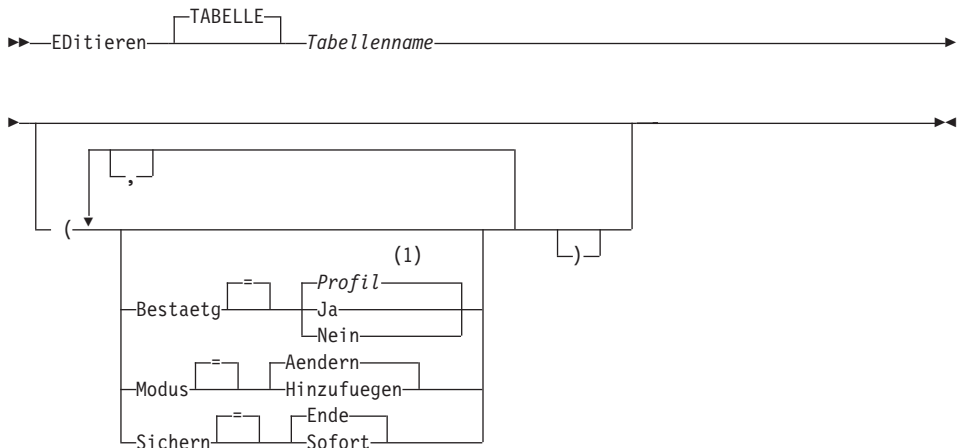 TABELLE
EDitieren Tabellenname
,
(
)
(1)
= Profil
Bestaetg Ja
Nein
= Aendern
Modus Hinzufuegen
= Ende
Sichern Sofort